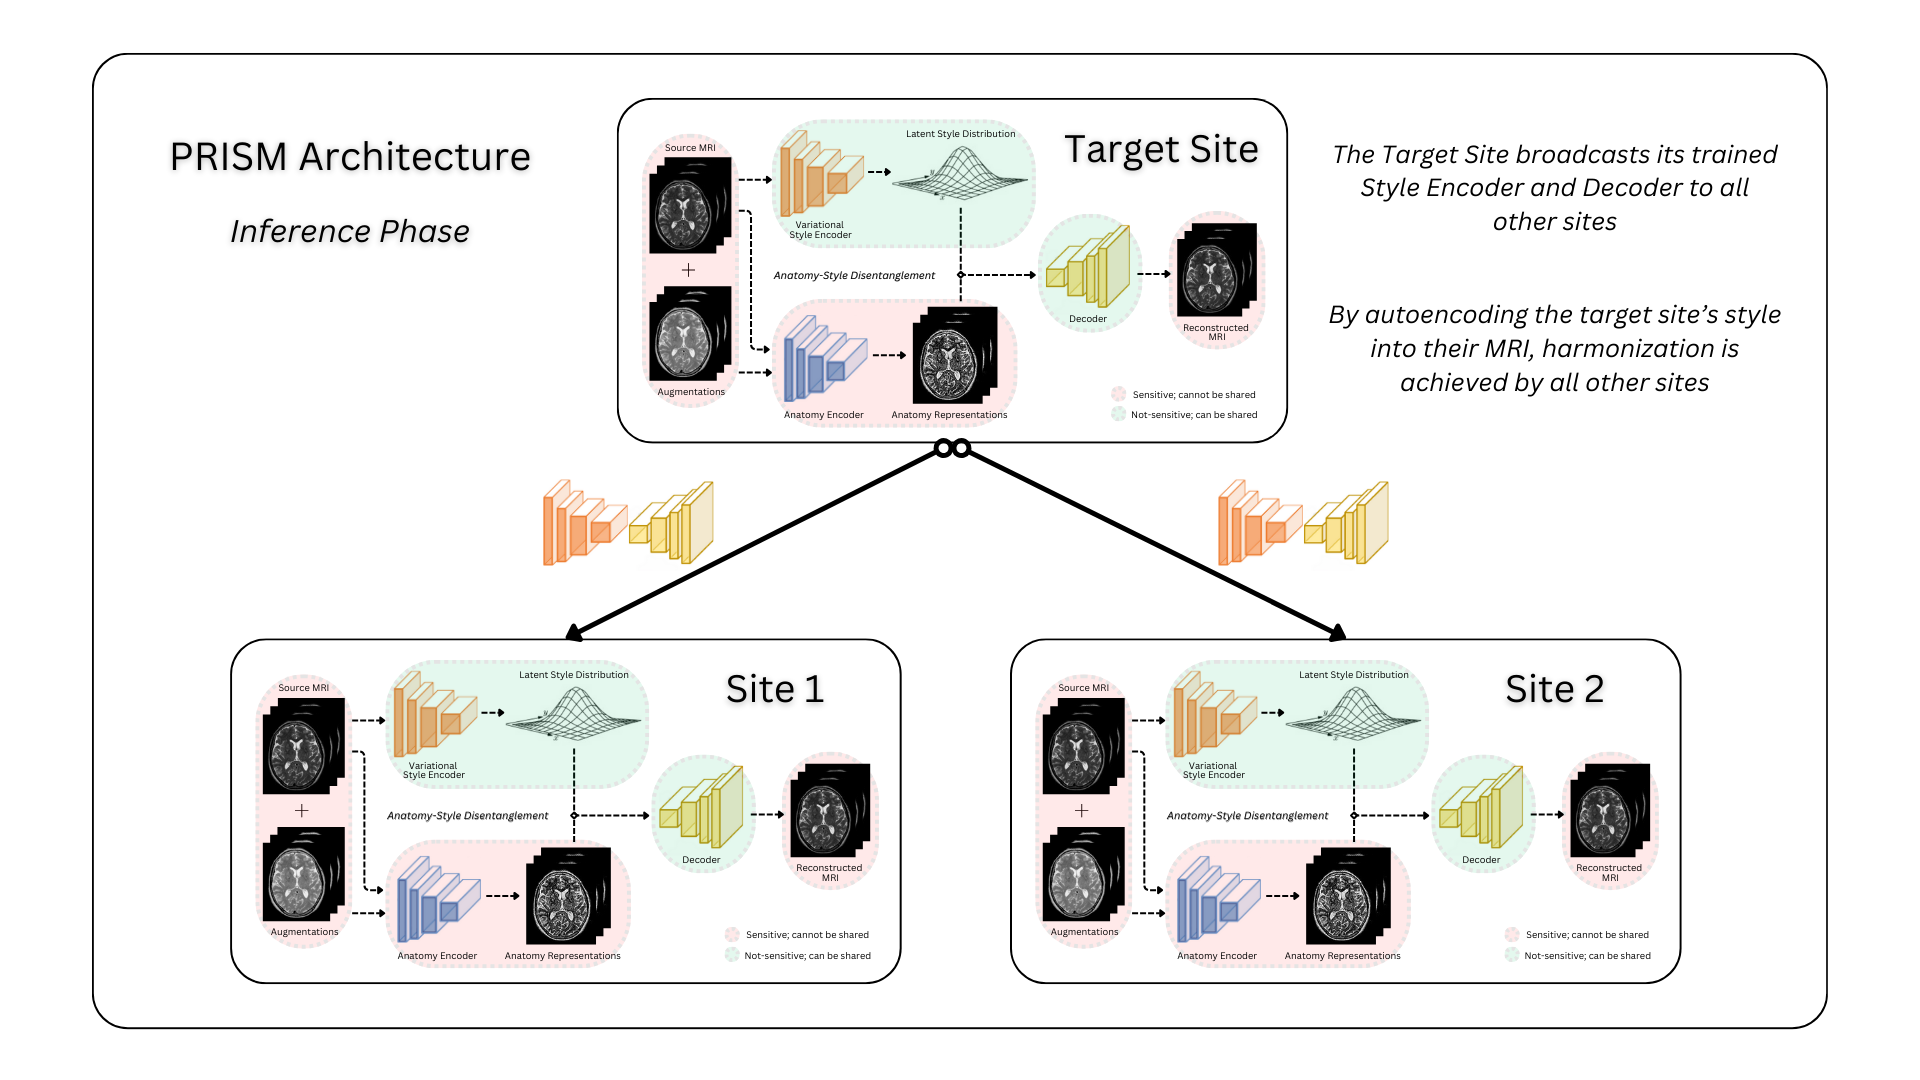 PRISM Architecture
Inference Phase
Target Site
Source MRI
+
Augmentations
Latent Style Distribution
Variational
Style Encoder
Anatomy-Style Disentanglement
Anatomy Encoder
Anatomy Representations
Decoder
Reconstructed
MRI
Sensitive; cannot be shared
Not-sensitive; can be shared
The Target Site broadcasts its trained
Style Encoder and Decoder to all
other sites
By autoencoding the target site's style
into their MRI, harmonization is
achieved by all other sites
Site 1
Source MRI
+
Augmentations
Latent Style Distribution
y
x
Variational
Style Encoder
Anatomy-Style Disentanglement
Anatomy Encoder
Anatomy Representations
Decoder
Reconstructed
MRI
Sensitive; cannot be shared
Not-sensitive; can be shared
Site 2
Source MRI
+
Augmentations
Latent Style Distribution
y
x
Variational
Style Encoder
Anatomy-Style Disentanglement
Anatomy Encoder
Anatomy Representations
Decoder
Reconstructed
MRI
Sensitive; cannot be shared
Not-sensitive; can be shared